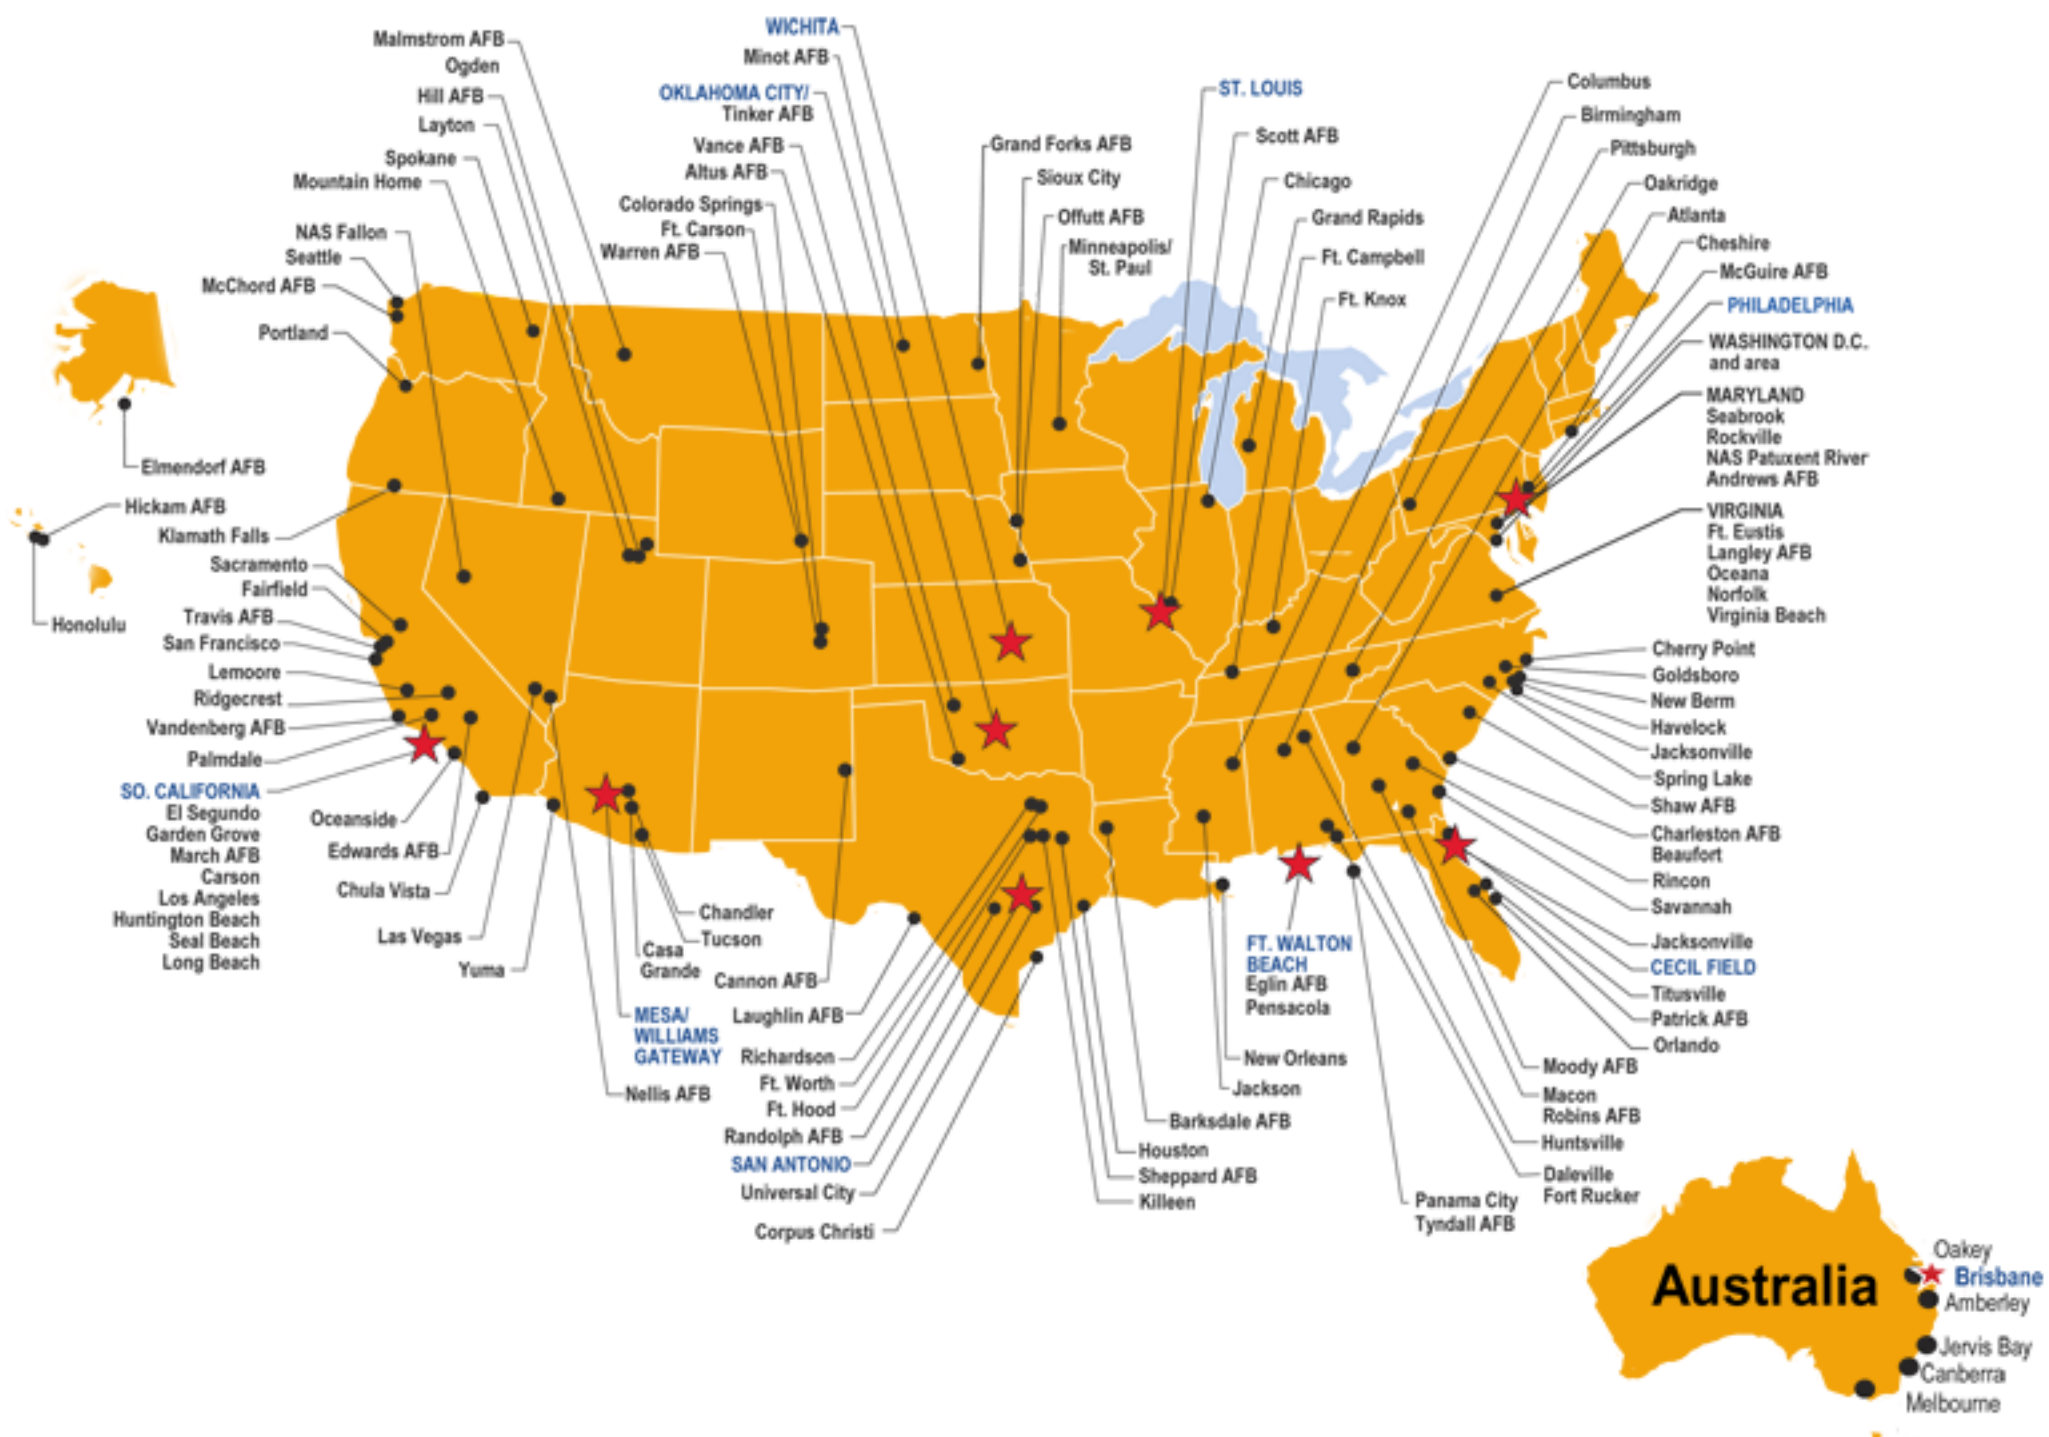 Malmstrom AFB
Ogden
Hill AFB
Layton
Spokane
Mountain Home
NAS Fallon
Seattle
McChord AFB
Portland
Elmendorf AFB
Hickam AFB
Honolulu
Klamath Falls
Sacramento
Fairfield
Travis AFB
San Francisco
Lemoore
Ridgecrest
Vandenberg AFB
Palmdale
SO. CALIFORNIA
El Segundo
Garden Grove
March AFB
Carson
Los Angeles
Huntington Beach
Seal Beach
Long Beach
Oceanside
Edwards AFB
Chula Vista
Las Vegas
Yuma
WICHITA
Minot AFB
OKLAHOMA CITY/
Tinker AFB
Vance AFB
Altus AFB
Colorado Springs
Ft. Carson
Warren AFB
Grand Forks AFB
Sioux City
Offutt AFB
Minneapolis/
St. Paul
ST. LOUIS
Scott AFB
Chicago
Grand Rapids
Ft. Campbell
Ft. Knox
Columbus
Birmingham
Pittsburgh
Oakridge
Atlanta
Cheshire
McGuire AFB
PHILADELPHIA
WASHINGTON D.C.
and area
MARYLAND
Seabrook
Rockville
NAS Patuxent River
Andrews AFB
VIRGINIA
Ft. Eustis
Langley AFB
Oceana
Norfolk
Virginia Beach
Cherry Point
Goldsboro
New Berm
Havelock
Jacksonville
Spring Lake
Shaw AFB
Charleston AFB
Beaufort
Rincon
Savannah
Jacksonville
CECIL FIELD
Titusville
Patrick AFB
Orlando
Moody AFB
Macon
Robins AFB
Huntsville
Daleville
Fort Rucker
Panama City
Tyndall AFB
FT. WALTON
BEACH
Eglin AFB
Pensacola
New Orleans
Jackson
Barksdale AFB
Houston
Sheppard AFB
Killeen
Chandler
Tucson
Casa
Grande
MESA/
WILLIAMS
GATEWAY
Nellis AFB
Cannon AFB
Laughlin AFB
Richardson
Ft. Worth
Ft. Hood
Randolph AFB
SAN ANTONIO
Universal City
Corpus Christi
Australia
Oakey
Brisbane
Amberley
Jervis Bay
Canberra
Melbourne